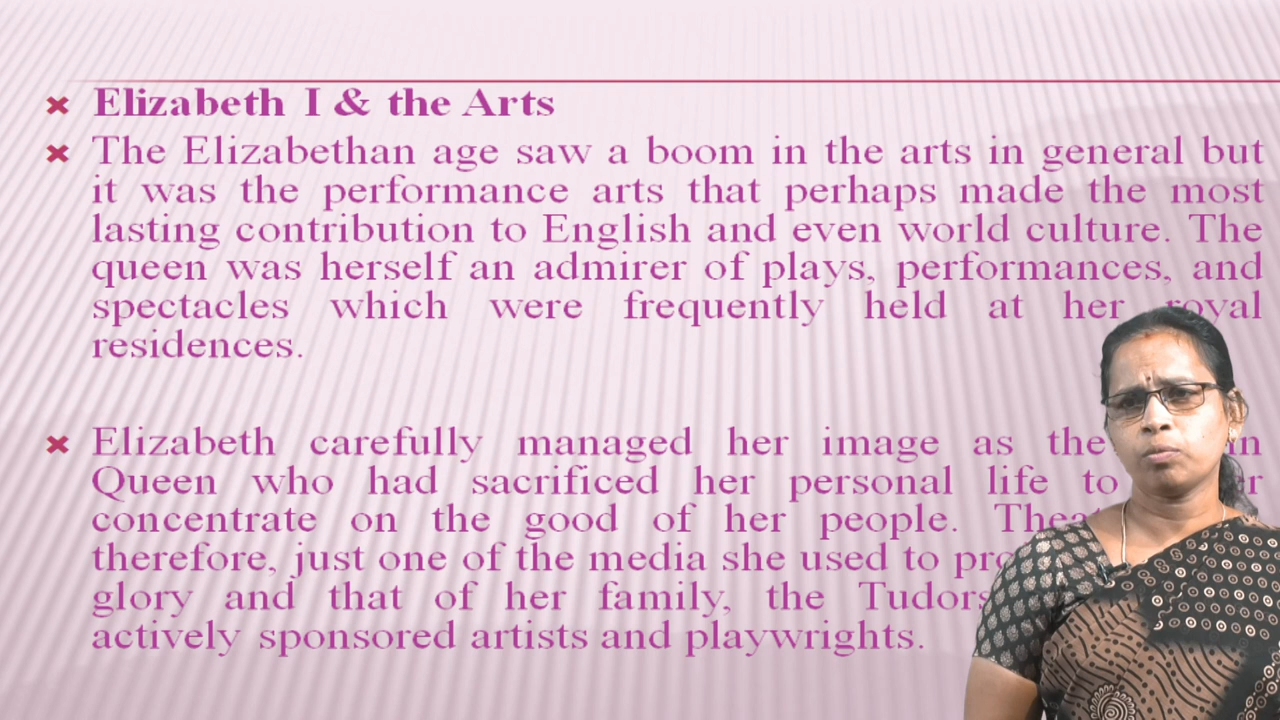 Elizabeth I & the Arts
The Elizabethan age saw a boom in the arts in general but
it was the performance arts that perhaps made the most
lasting contribution to English and even world culture. The
queen was herself an admirer of plays, performances, and
spectacles which were frequently held at her royal
residences.
Elizabeth carefully managed her image as the
Queen who had sacrificed her personal life to
concentrate on the good of her people.
therefore, just one of the media she used to
glory and that of her family, the Tudors
actively sponsored artists and playwrights.